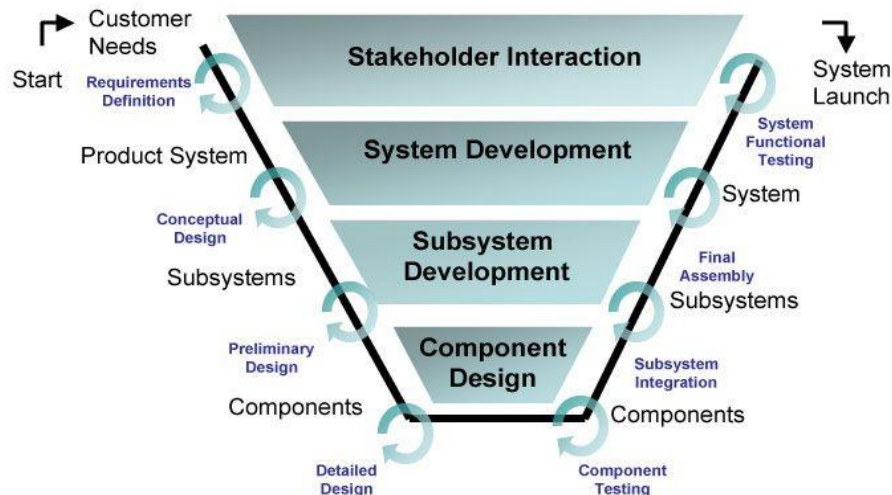 Start
Customer
Needs
Requirements
Definition
Product System
Conceptual
Design
Subsystems
Preliminary
Design
Components
Detailed
Design
Stakeholder Interaction
System Development
Subsystem
Development
Component
Design
Component
Testing
Components
Subsystem
Integration
Subsystems
Final
Assembly
System
System
Functional
Testing
System
Launch